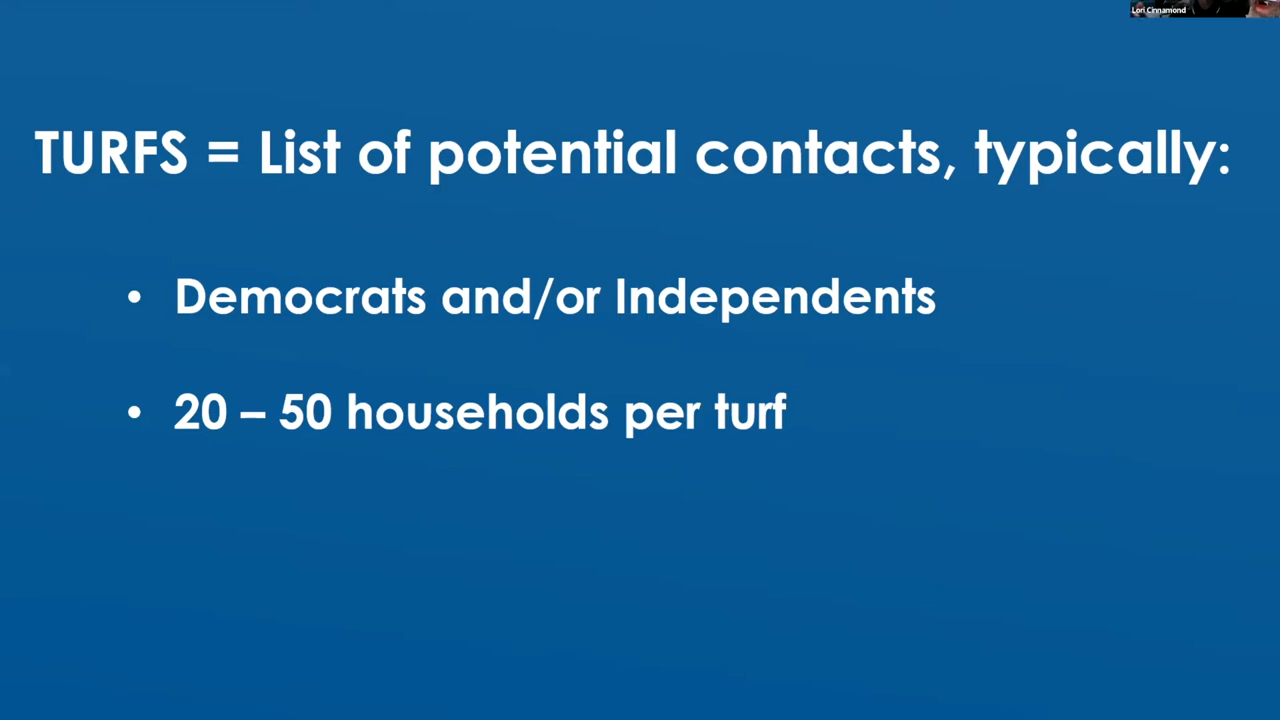 Lori Cinnamond
TURFS = List of potential contacts, typically:
• Democrats and/or Independents
• 20 – 50 households per turf